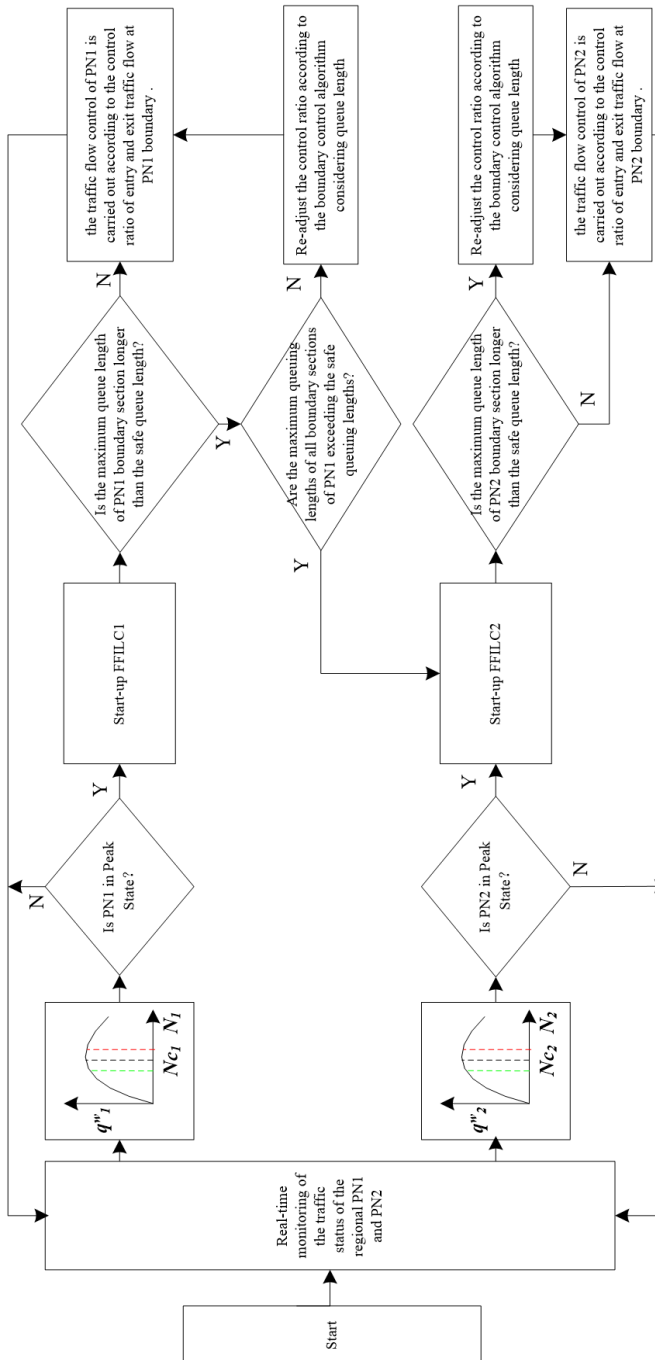 Start
Real-time
monitoring of
the traffic
status of the
regional PN1
and PN2
q^w_1
Nc_1
N_1
Is PN1 in Peak
State?
N
Y
Start-up FFILC1
Is the maximum queue length
of PN1 boundary section longer
than the safe queue length?
N
the traffic flow control of PN1 is
carried out according to the control
ratio of entry and exit traffic flow at
PN1 boundary .
Y
Are the maximum queuing
lengths of all boundary sections
of PN1 exceeding the safe
queuing lengths?
N
Re-adjust the control ratio according to
the boundary control algorithm
considering queue length
Y
q^w_2
Nc_2
N_2
Is PN2 in Peak
State?
Y
N
Start-up FFILC2
Is the maximum queue length
of PN2 boundary section longer
than the safe queue length?
Y
Re-adjust the control ratio according to
the boundary control algorithm
considering queue length
N
the traffic flow control of PN2 is
carried out according to the control
ratio of entry and exit traffic flow at
PN2 boundary .